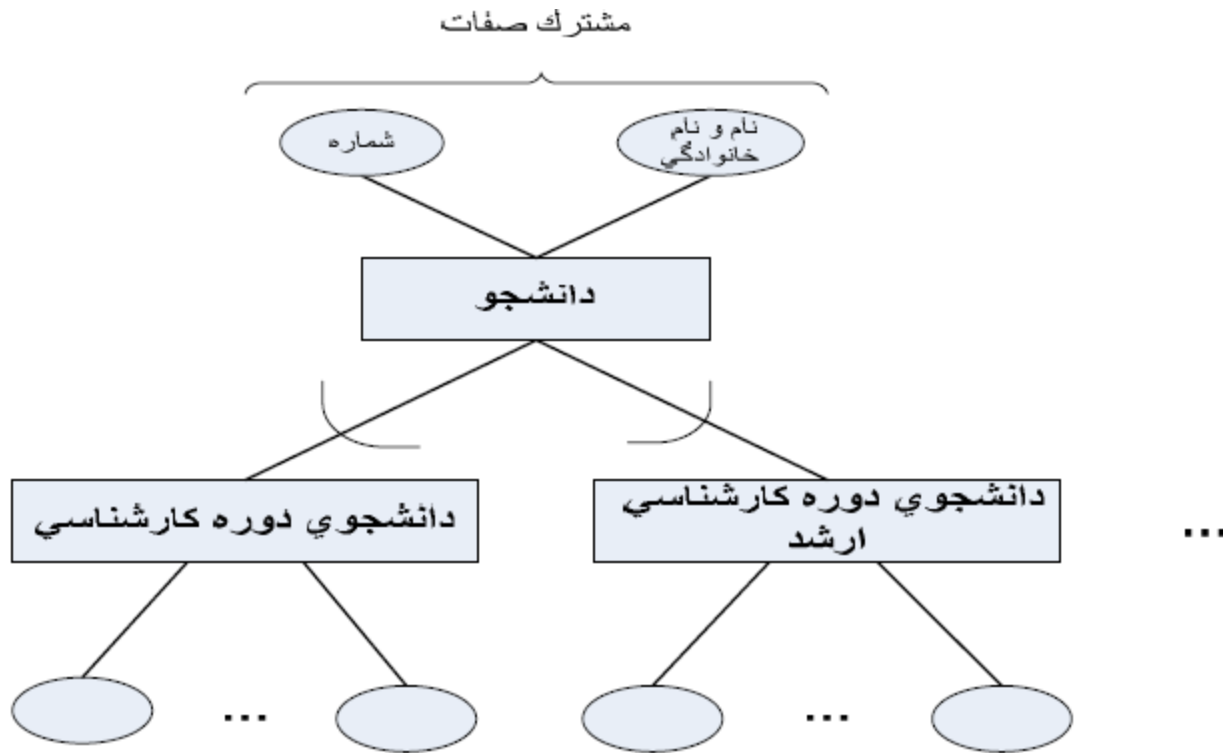 مشترك صفات
شماره
نام و نام
خانوادگي
دانشجو
دانشجوي دوره كارشناسي
دانشجوي دوره كارشناسي
ارشد
...
...
...